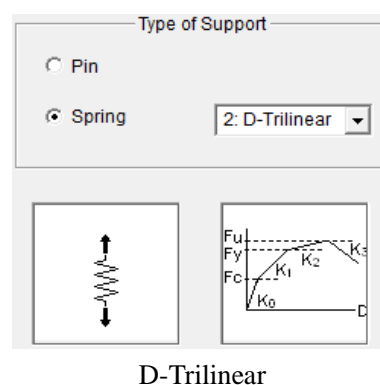 Type of Support
Pin
Spring
2: D-Trilinear
Fu
Fy
Fc
K0
K1
K2
K3
D
D-Trilinear